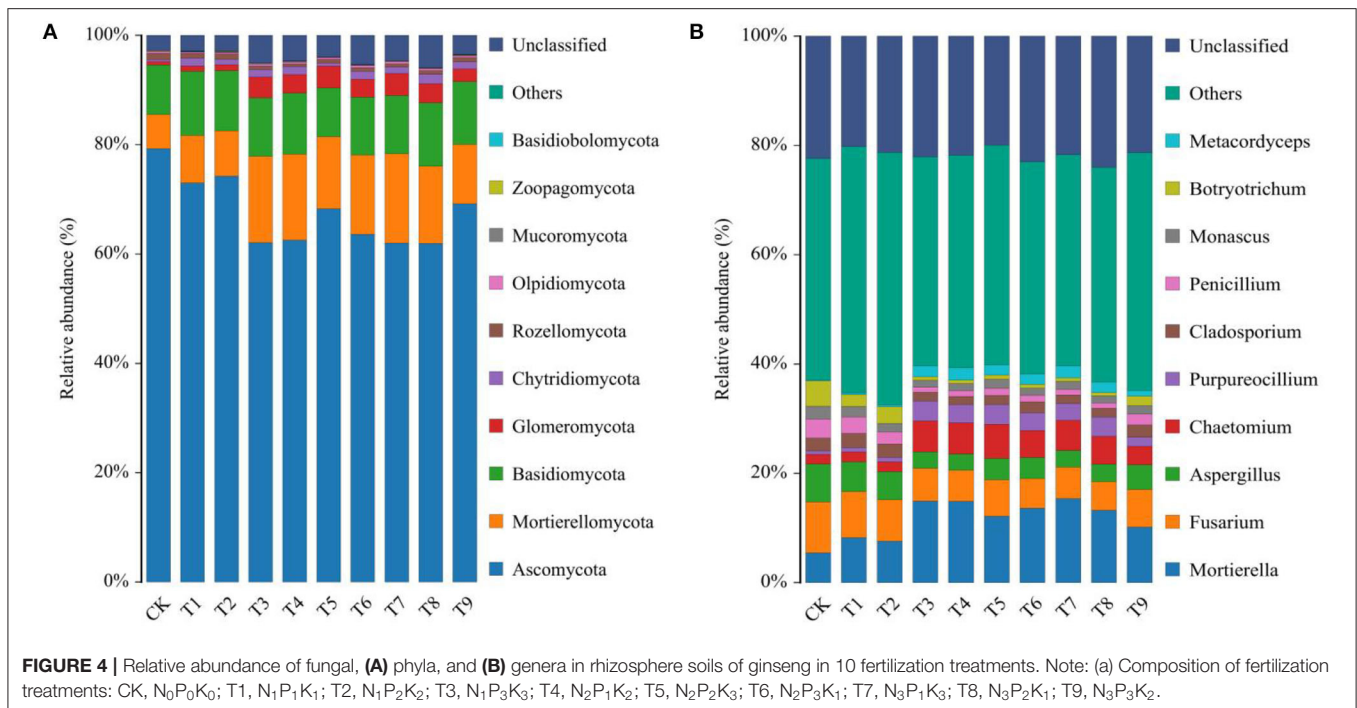 A
Relative abundance (%)
100%
80%
60%
40%
20%
0%
CK
T1
T2
T3
T4
T5
T6
T7
T8
T9
Unclassified
Others
Basidiobolomycota
Zoopagomycota
Mucoromycota
Olpidiomycota
Rozellomycota
Chytridiomycota
Glomeromycota
Basidiomycota
Mortierellomycota
Ascomycota
B
Relative abundance (%)
100%
80%
60%
40%
20%
0%
CK
T1
T2
T3
T4
T5
T6
T7
T8
T9
Unclassified
Others
Metacordyceps
Botryotrichum
Monascus
Penicillium
Cladosporium
Purpureocillium
Chaetomium
Aspergillus
Fusarium
Mortierella
FIGURE 4 | Relative abundance of fungal, (A) phyla, and (B) genera in rhizosphere soils of ginseng in 10 fertilization treatments. Note: (a) Composition of fertilization
treatments: CK, N₀P₀K₀; T1, N₁P₁K₁; T2, N₁P₂K₂; T3, N₁P₃K₃; T4, N₂P₁K₂; T5, N₂P₂K₃; T6, N₂P₃K₁; T7, N₃P₁K₃; T8, N₃P₂K₁; T9, N₃P₃K₂.